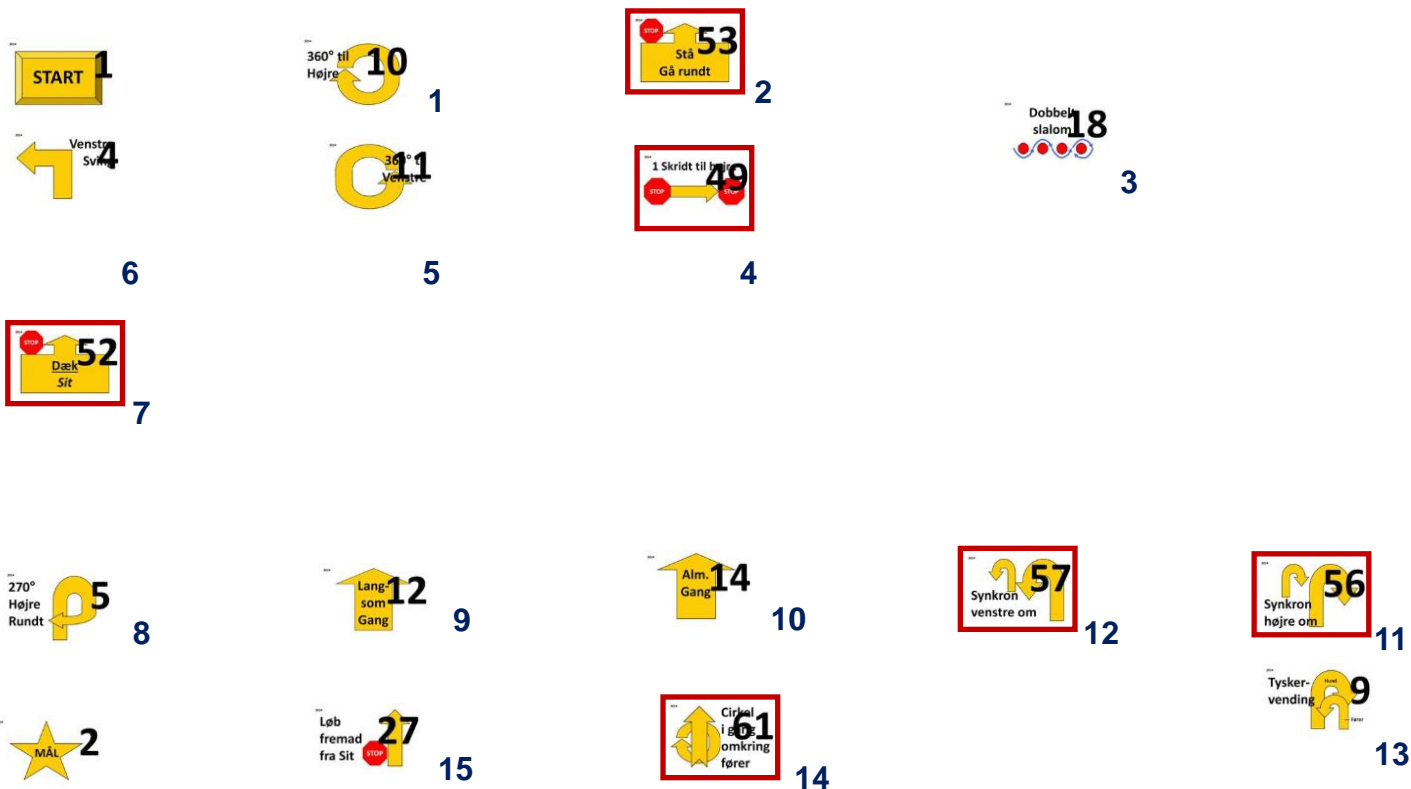 START
1
360° til
Højre
10
1
STOP
Stå
Gå rundt
53
2
Dobbelt
slalom
18
3
Venstre
Sving
4
6
360° til
Venstre
11
5
1 Skridt til højre
STOP
STOP
49
4
STOP
Dæk
Sit
52
7
270°
Højre
Rundt
5
8
Lang-
som
Gang
12
9
Alm.
Gang
14
10
Synkron
venstre om
57
12
Synkron
højre om
56
11
Tysker-
vending
Hund
Fører
9
13
MÅL
2
Løb
fremad
fra Sit
STOP
27
15
Cirkel
i gang
omkring
fører
61
14